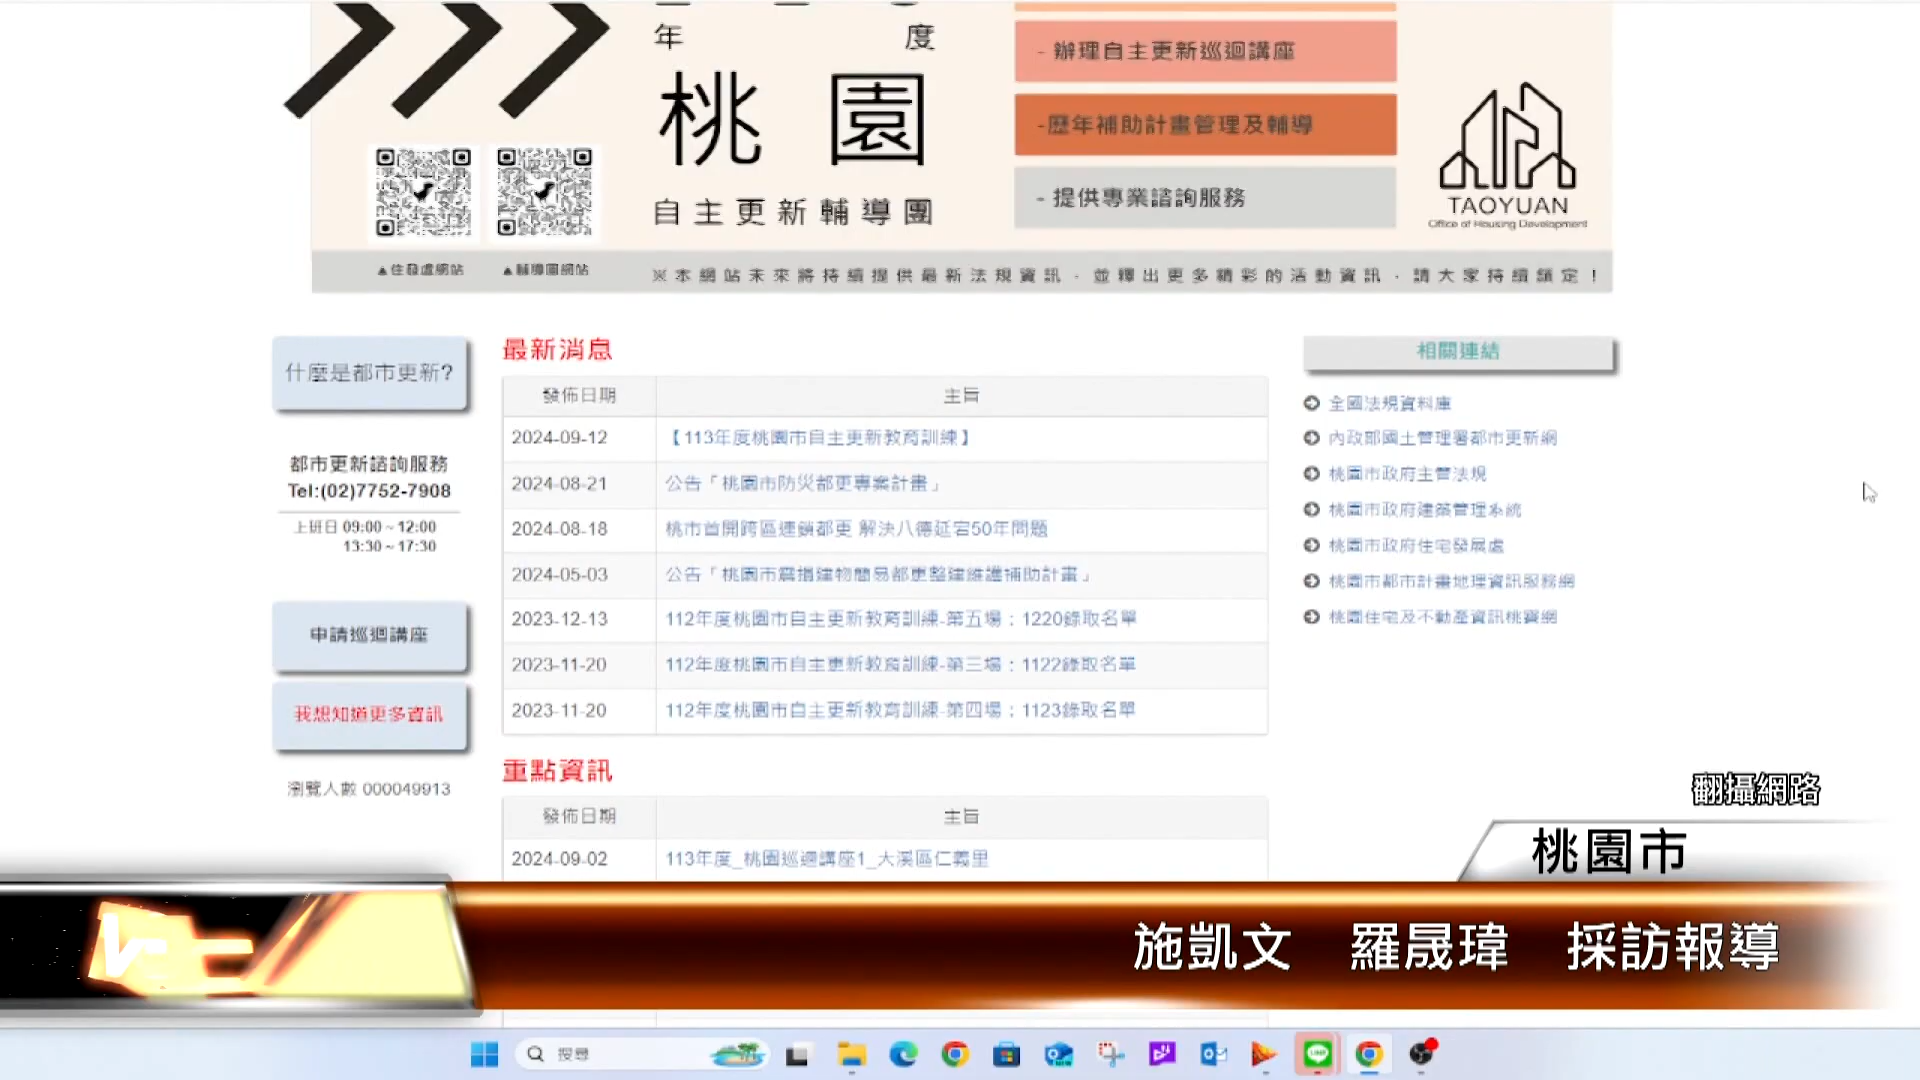 年 度
桃 園
自主更新輔導團
- 辦理自主更新巡迴講座
-歷年補助計畫管理及輔導
- 提供專業諮詢服務
TAOYUAN
Office of Housing Development
▲住發處網站 ▲輔導團網站
※本網站未來將持續提供最新法規資訊，並釋出更多精彩的活動資訊，請大家持續鎖定！
什麼是都市更新?
都市更新諮詢服務
Tel:(02)7752-7908
上班日 09:00 ~ 12:00
13:30 ~ 17:30
申請巡迴講座
我想知道更多資訊
瀏覽人數 000049913
最新消息
發佈日期 主旨
2024-09-12 【113年度桃園市自主更新教育訓練】
2024-08-21 公告「桃園市防災都更專案計畫」
2024-08-18 桃市首開跨區連鎖都更 解決八德延宕50年問題
2024-05-03 公告「桃園市震損建物簡易都更整建維護補助計畫」
2023-12-13 112年度桃園市自主更新教育訓練-第五場：1220錄取名單
2023-11-20 112年度桃園市自主更新教育訓練-第三場：1122錄取名單
2023-11-20 112年度桃園市自主更新教育訓練-第四場：1123錄取名單
重點資訊
發佈日期 主旨
2024-09-02 113年度_桃園巡迴講座1_大溪區仁義里
相關連結
全國法規資料庫
內政部國土管理署都市更新網
桃園市政府主管法規
桃園市政府建築管理系統
桃園市政府住宅發展處
桃園市都市計畫地理資訊服務網
桃園住宅及不動產資訊桃寶網
翻攝網路
桃園市
施凱文 羅晟瑋 採訪報導
搜尋